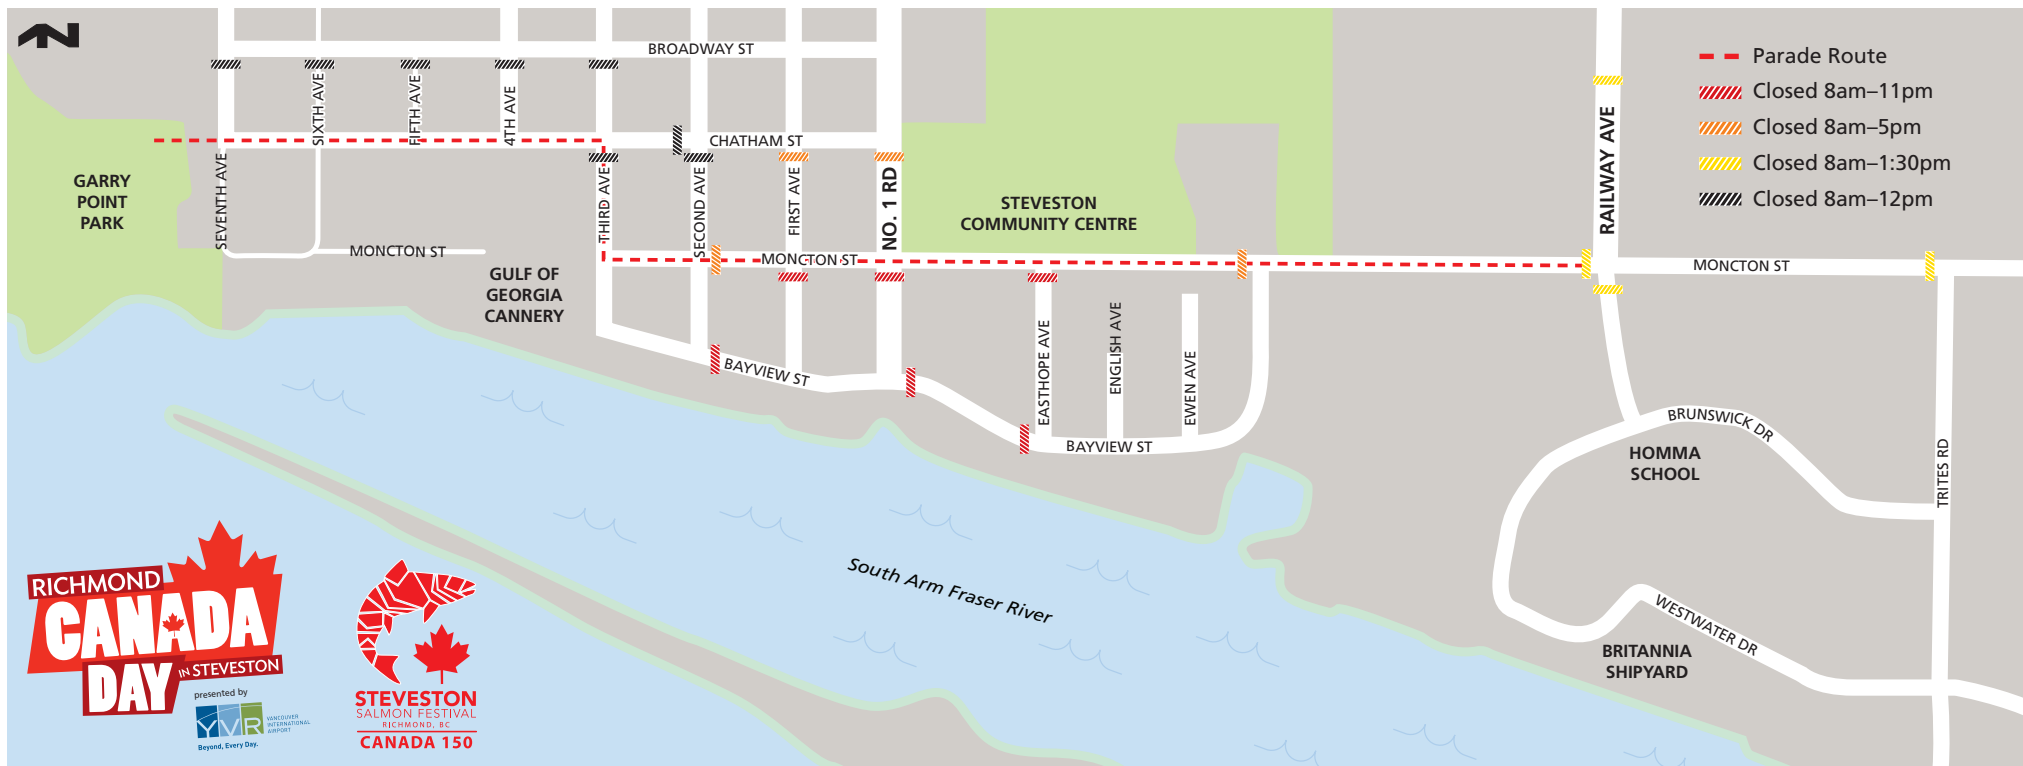 BROADWAY ST
Parade Route
Closed 8am–11pm
Closed 8am–5pm
Closed 8am–1:30pm
Closed 8am–12pm
SIXTH AVE
FIFTH AVE
4TH AVE
CHATHAM ST
RAILWAY AVE
GARRY
POINT
PARK
SEVENTH AVE
THIRD AVE
SECOND AVE
FIRST AVE
NO. 1 RD
STEVESTON
COMMUNITY CENTRE
MONCTON ST
MONCTON ST
MONCTON ST
GULF OF
GEORGIA
CANNERY
BAYVIEW ST
EASTHOPE AVE
ENGLISH AVE
EWEN AVE
BAYVIEW ST
BRUNSWICK DR
HOMMA
SCHOOL
TRITES RD
South Arm Fraser River
WESTWATER DR
BRITANNIA
SHIPYARD
RICHMOND
CANADA
DAY
IN STEVESTON
presented by
YVR
VANCOUVER
INTERNATIONAL
AIRPORT
Beyond, Every Day.
STEVESTON
SALMON FESTIVAL
RICHMOND, BC
CANADA 150